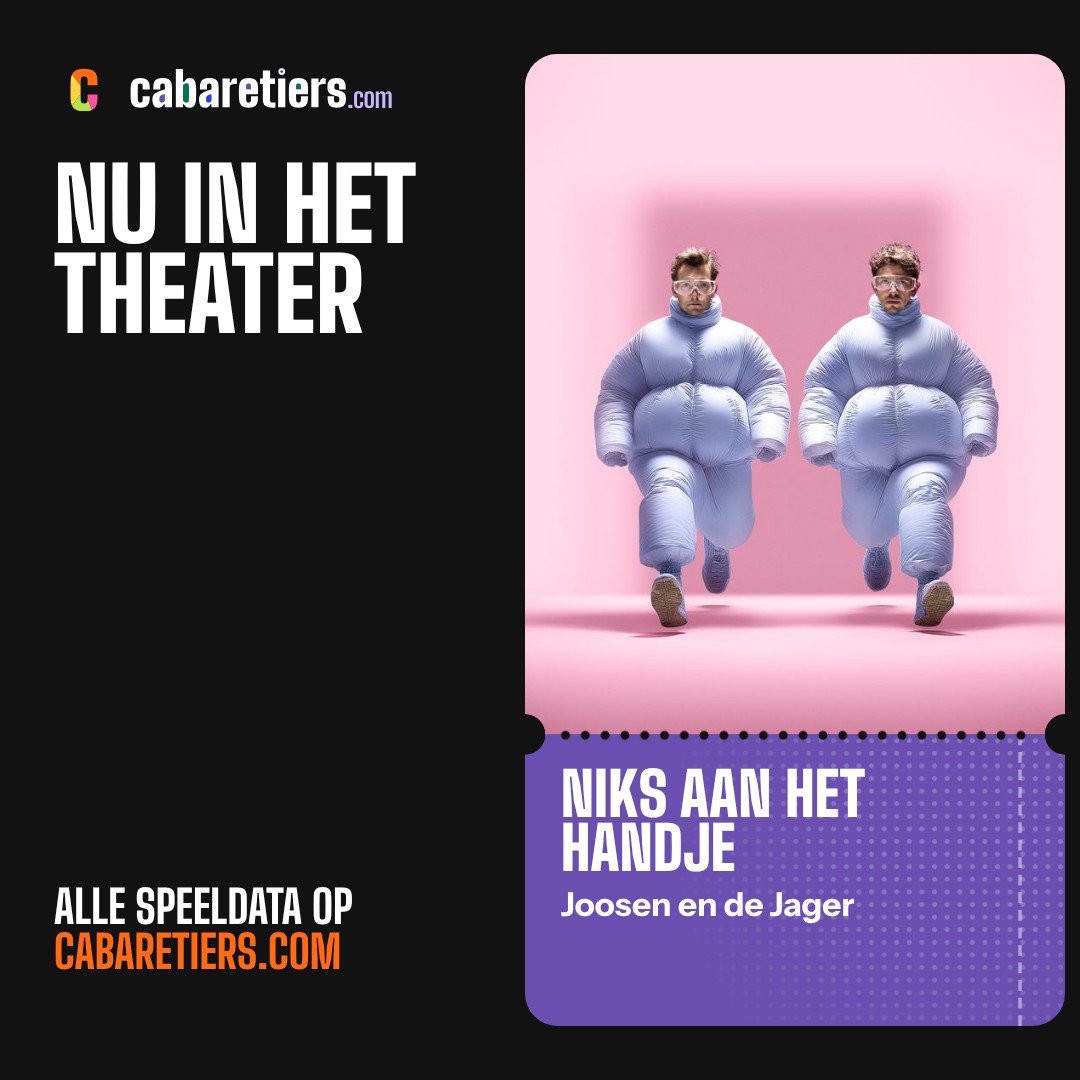 cabaretiers.com
NU IN HET
THEATER
NIKS AAN HET
HANDJE
Joosen en de Jager
ALLE SPEELDATA OP
CABARETIERS.COM